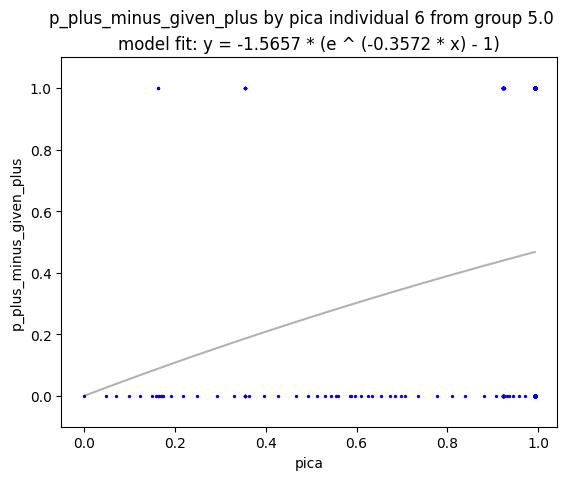 p_plus_minus_given_plus by pica individual 6 from group 5.0
model fit: y = -1.5657 * (e ^ (-0.3572 * x) - 1)
p_plus_minus_given_plus
1.0
0.8
0.6
0.4
0.2
0.0
0.0 0.2 0.4 0.6 0.8 1.0
pica